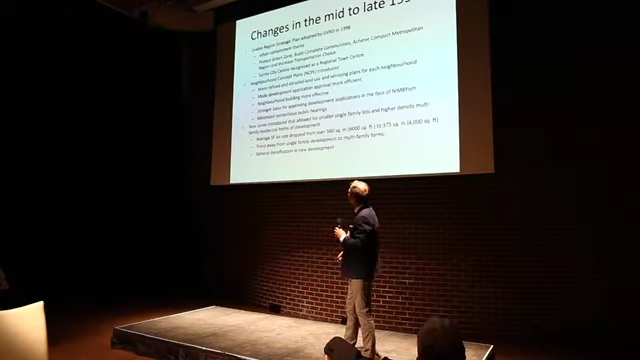 Changes in the mid to late 199
• Livable Region Strategic Plan adopted by GVRD in 1996
◦ Urban containment theme
◦ Protect Green Zone, Build Complete Communities, Achieve Compact Metropolitan
Region and Increase Transportation Choice
◦ Surrey City Centre recognized as a Regional Town Centre
• Neighbourhood Concept Plans (NCPs) introduced
◦ More refined and detailed land use and servicing plans for each neighbourhood
◦ Made development application approval more efficient
◦ Neighbourhood building more effective
◦ Stronger basis for approving development applications in the face of NIMBYism
◦ Minimized contentious public hearings
• New zones introduced that allowed for smaller single family lots and higher density multi-
family residential forms of development
◦ Average SF lot size dropped from over 560 sq. m (6000 sq. ft.) to 375 sq. m (4,000 sq. ft)
◦ Trend away from single family development to multi-family forms.
◦ General densification in new development